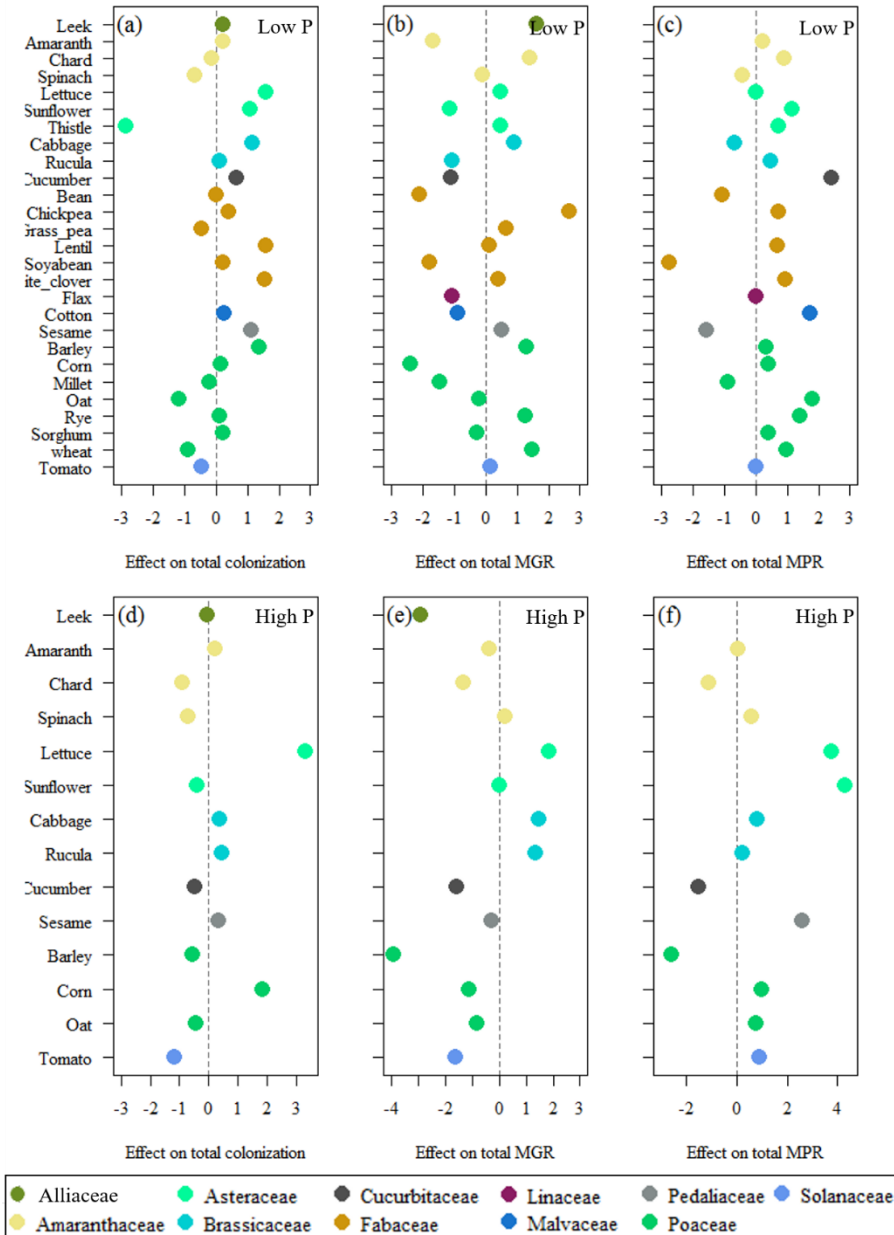 (a) Low P (b) Low P (c) Low P
Leek
Amaranth
Chard
Spinach
Lettuce
Sunflower
Thistle
Cabbage
Rucula
Cucumber
Bean
Chickpea
Grass_pea
Lentil
Soyabean
ite_clover
Flax
Cotton
Sesame
Barley
Corn
Millet
Oat
Rye
Sorghum
wheat
Tomato
-3 -2 -1 0 1 2 3 -3 -2 -1 0 1 2 3 -3 -2 -1 0 1 2 3
Effect on total colonization Effect on total MGR Effect on total MPR
(d) High P (e) High P (f) High P
Leek
Amaranth
Chard
Spinach
Lettuce
Sunflower
Cabbage
Rucula
Cucumber
Sesame
Barley
Corn
Oat
Tomato
-3 -2 -1 0 1 2 3 -4 -2 0 2 -2 0 2 4
Effect on total colonization Effect on total MGR Effect on total MPR
Alliaceae Asteraceae Cucurbitaceae Linaceae Pedaliaceae Solanaceae
Amaranthaceae Brassicaceae Fabaceae Malvaceae Poaceae